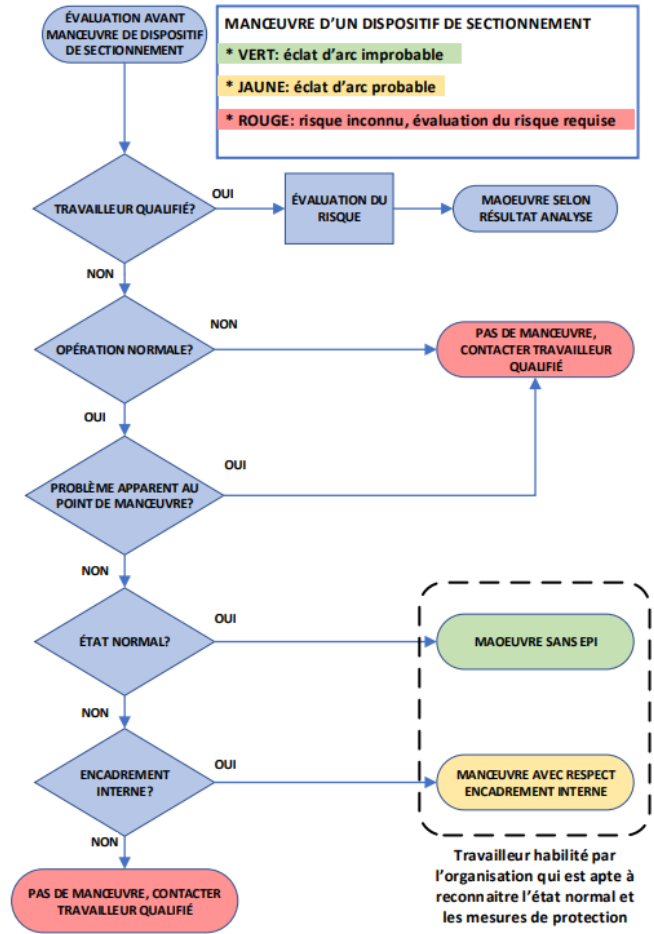 ÉVALUATION AVANT
MANŒUVRE DE DISPOSITIF
DE SECTIONNEMENT
MANŒUVRE D'UN DISPOSITIF DE SECTIONNEMENT
* VERT: éclat d'arc improbable
* JAUNE: éclat d'arc probable
* ROUGE: risque inconnu, évaluation du risque requise
TRAVAILLEUR QUALIFIÉ?
OUI
ÉVALUATION DU
RISQUE
MAOEUVRE SELON
RÉSULTAT ANALYSE
NON
OPÉRATION NORMALE?
NON
PAS DE MANŒUVRE,
CONTACTER TRAVAILLEUR
QUALIFIÉ
OUI
PROBLÈME APPARENT AU
POINT DE MANŒUVRE?
OUI
NON
ÉTAT NORMAL?
OUI
MAOEUVRE SANS EPI
NON
ENCADREMENT
INTERNE?
OUI
MANŒUVRE AVEC RESPECT
ENCADREMENT INTERNE
NON
PAS DE MANŒUVRE, CONTACTER
TRAVAILLEUR QUALIFIÉ
Travailleur habilité par
l'organisation qui est apte à
reconnaitre l'état normal et
les mesures de protection